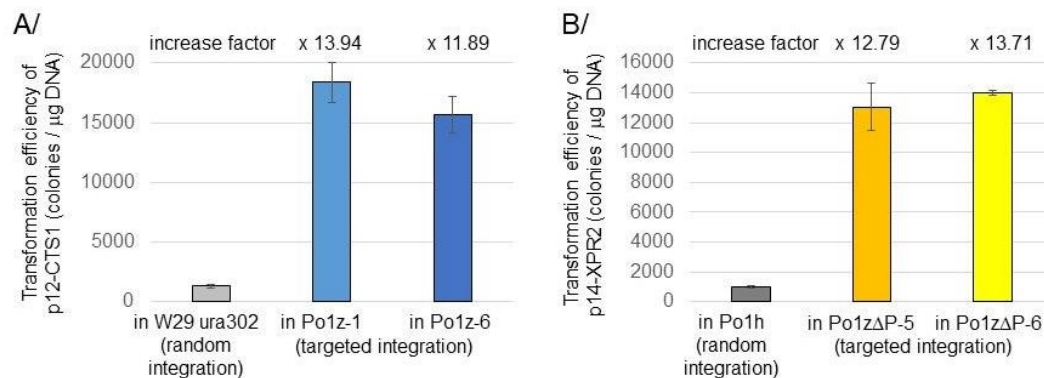 A/
increase factor x 13.94 x 11.89
Transformation efficiency of
p12-CTS1 (colonies / µg DNA)
20000
15000
10000
5000
0
in W29 ura302
(random
integration)
in Po1z-1 in Po1z-6
(targeted integration)
B/
increase factor x 12.79 x 13.71
Transformation efficiency of
p14-XPR2 (colonies / µg DNA)
16000
14000
12000
10000
8000
6000
4000
2000
0
in Po1h
(random
integration)
in Po1zΔP-5 in Po1zΔP-6
(targeted integration)